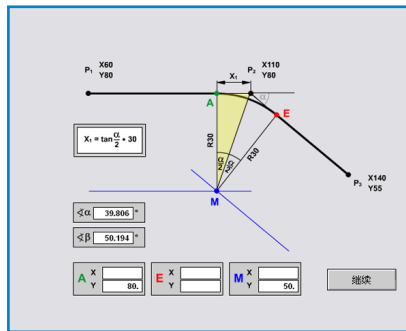 P₁ X60
Y80
X₁
P₂ X110
Y80
A
α
E
X₁ = tan α/2 • 30
R30
α/2
α/2
R30
M
P₃ X140
Y55
∢α 39.806 °
∢β 50.194 °
A X
Y 80.
E X
Y
M X
Y 50.
继续